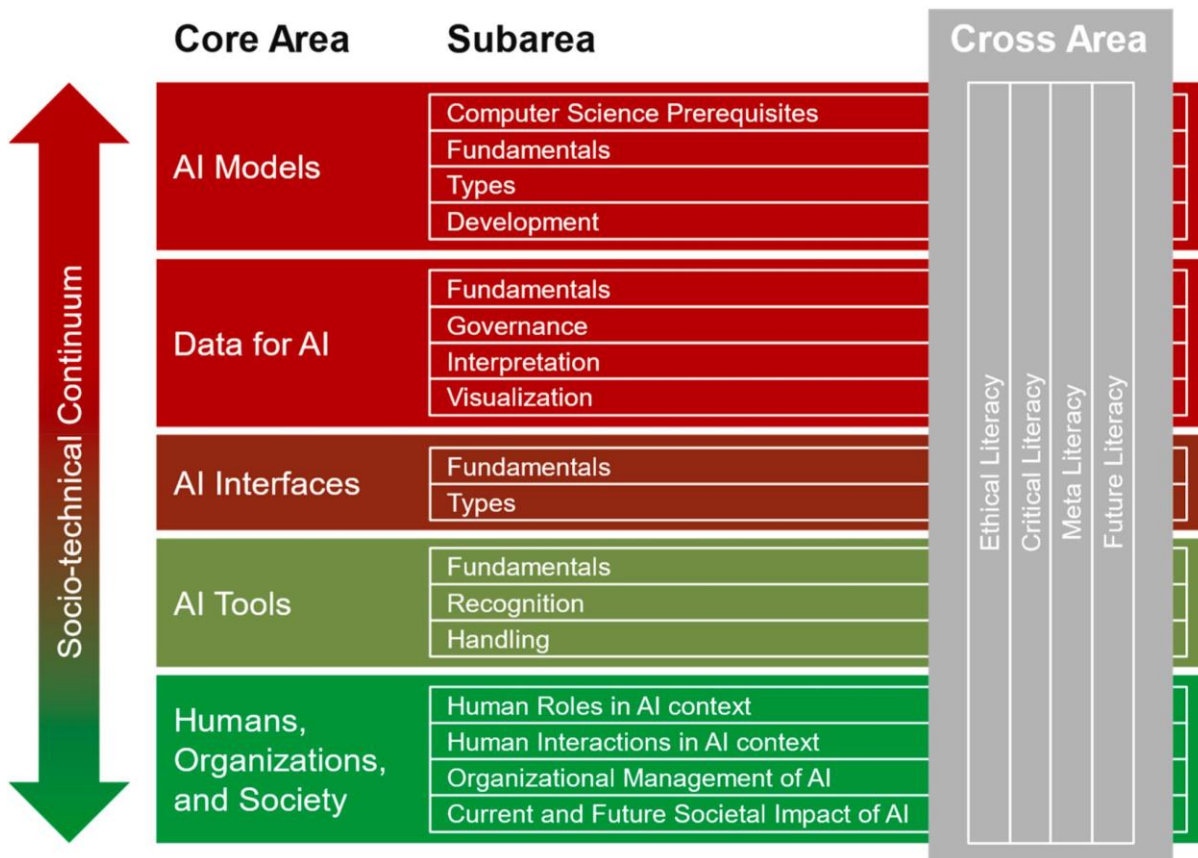 Core Area
Subarea
Cross Area
Socio-technical Continuum
AI Models
Computer Science Prerequisites
Fundamentals
Types
Development
Data for AI
Fundamentals
Governance
Interpretation
Visualization
AI Interfaces
Fundamentals
Types
AI Tools
Fundamentals
Recognition
Handling
Humans,
Organizations,
and Society
Human Roles in AI context
Human Interactions in AI context
Organizational Management of AI
Current and Future Societal Impact of AI
Ethical Literacy
Critical Literacy
Meta Literacy
Future Literacy